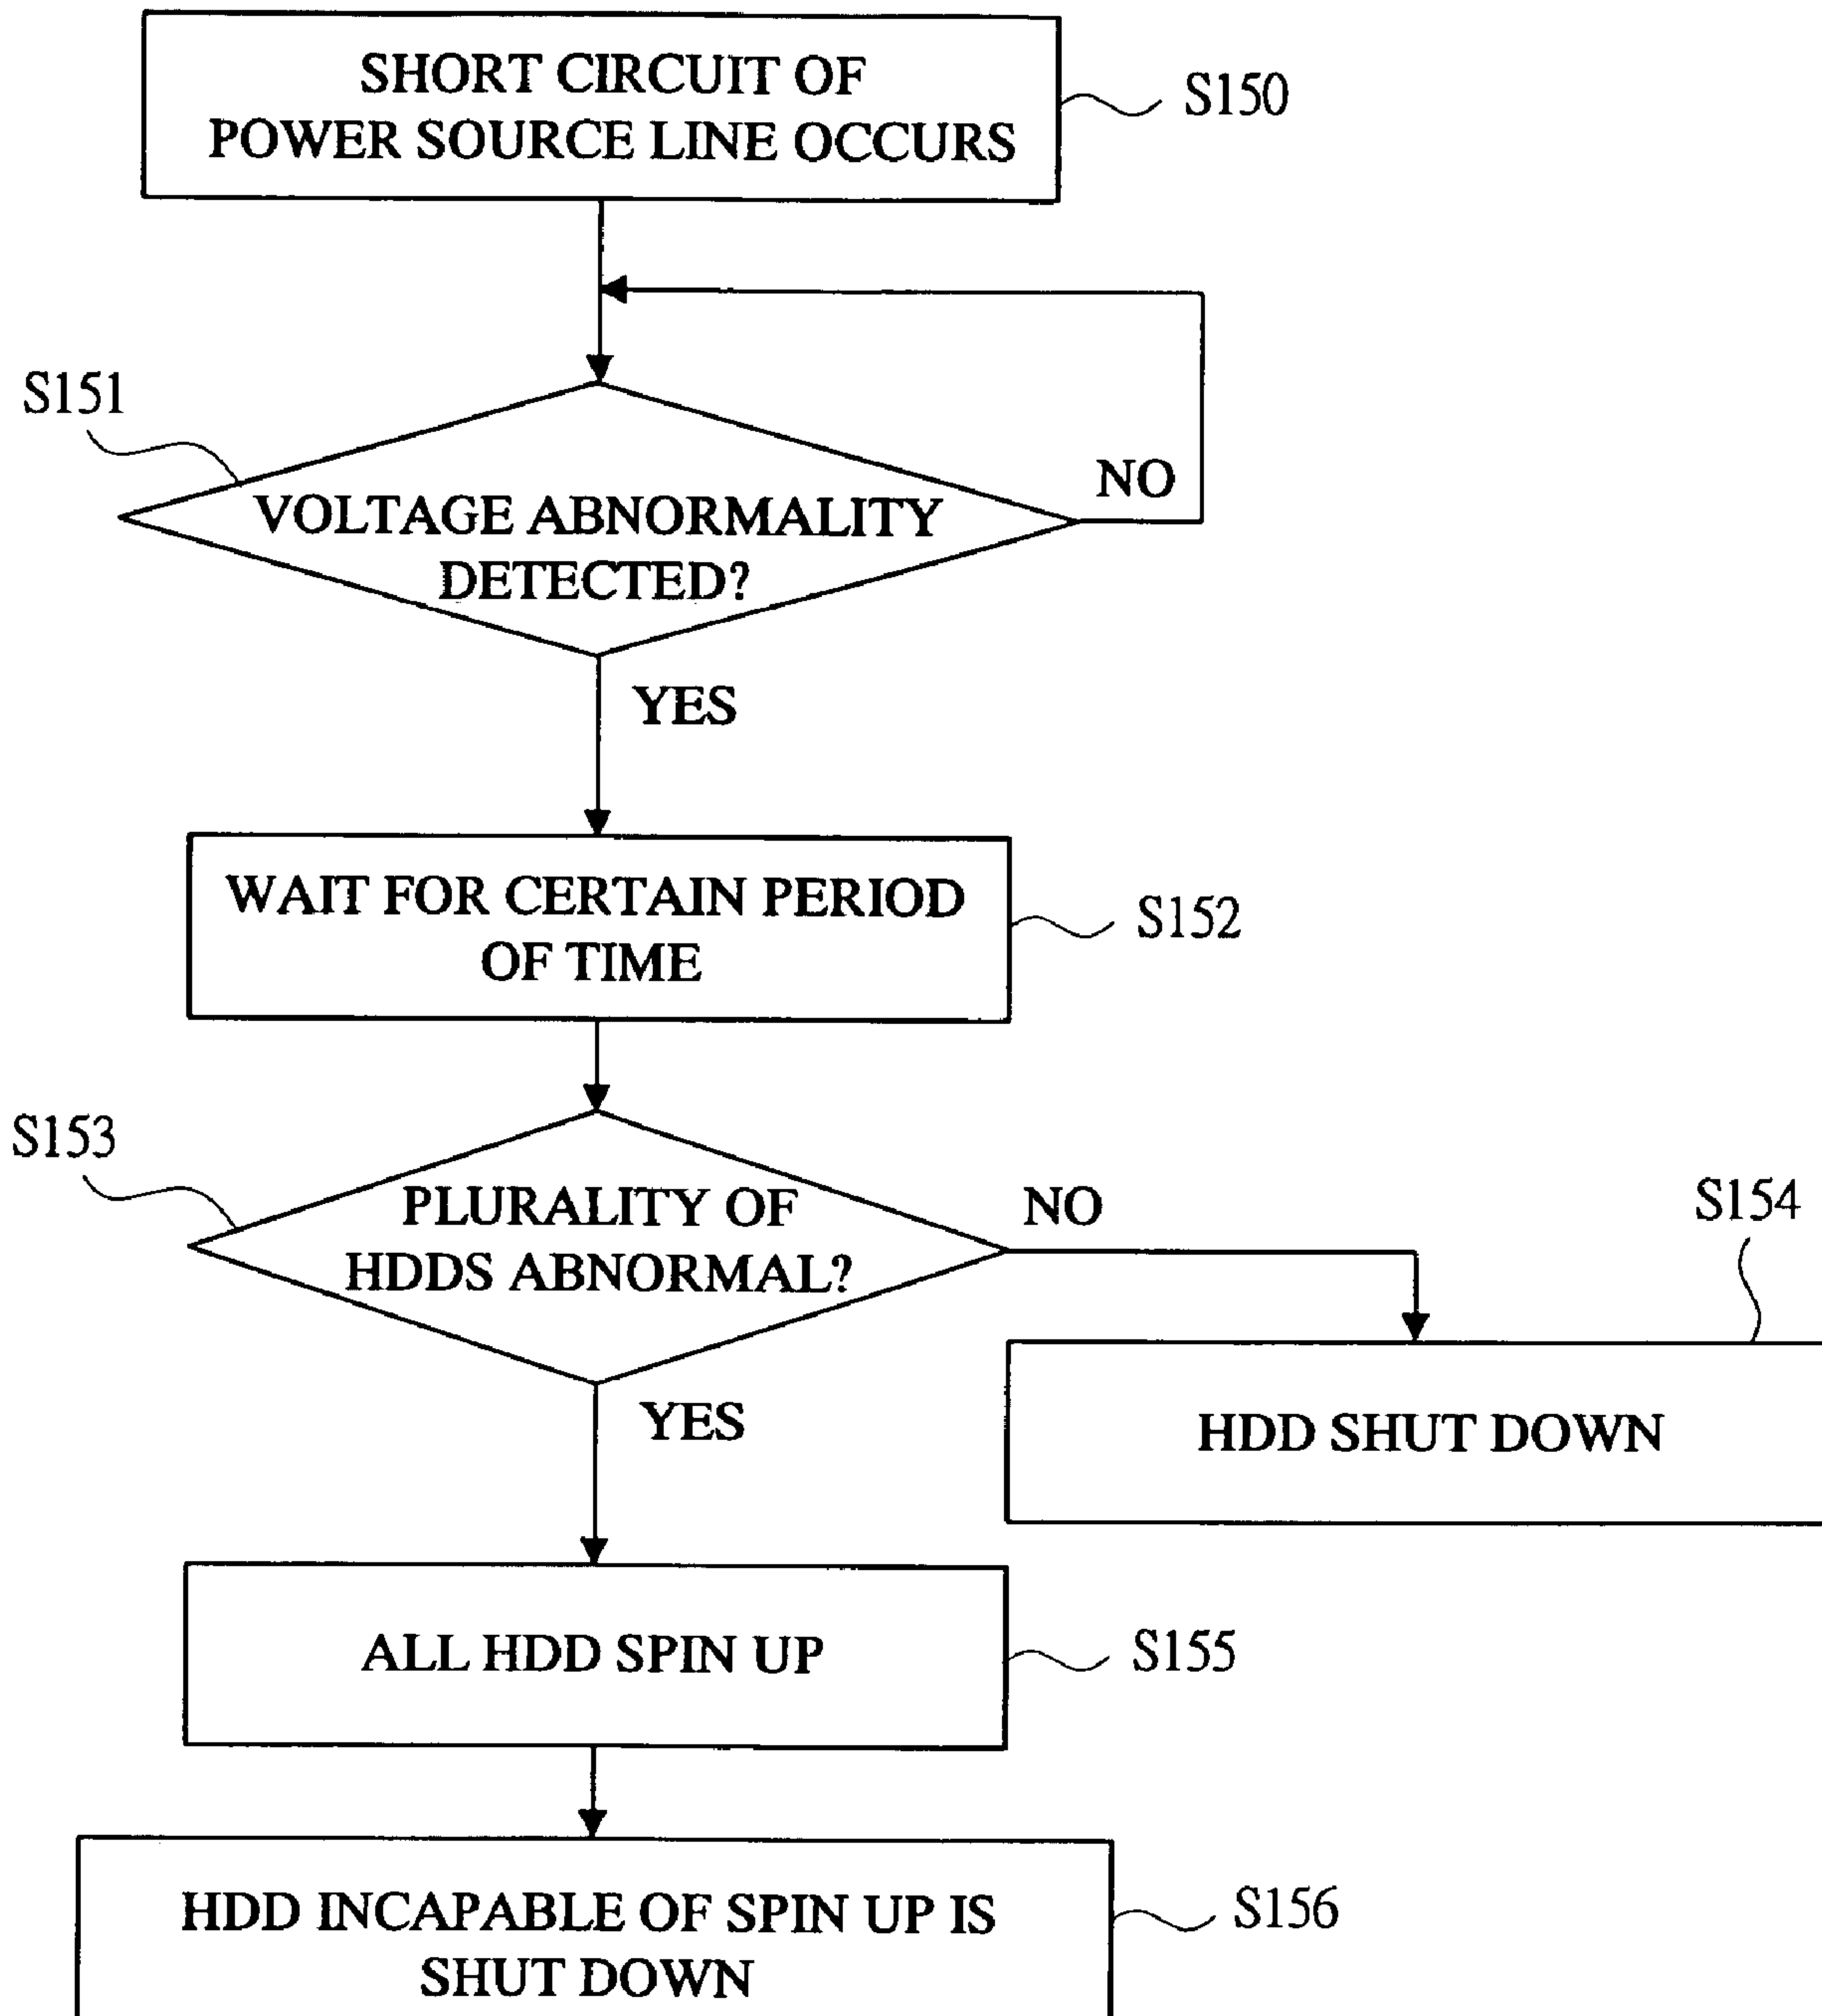 SHORT CIRCUIT OF
POWER SOURCE LINE OCCURS
S150
S151
VOLTAGE ABNORMALITY
DETECTED?
NO
YES
WAIT FOR CERTAIN PERIOD
OF TIME
S152
S153
PLURALITY OF
HDDS ABNORMAL?
NO
S154
HDD SHUT DOWN
YES
ALL HDD SPIN UP
S155
HDD INCAPABLE OF SPIN UP IS
SHUT DOWN
S156